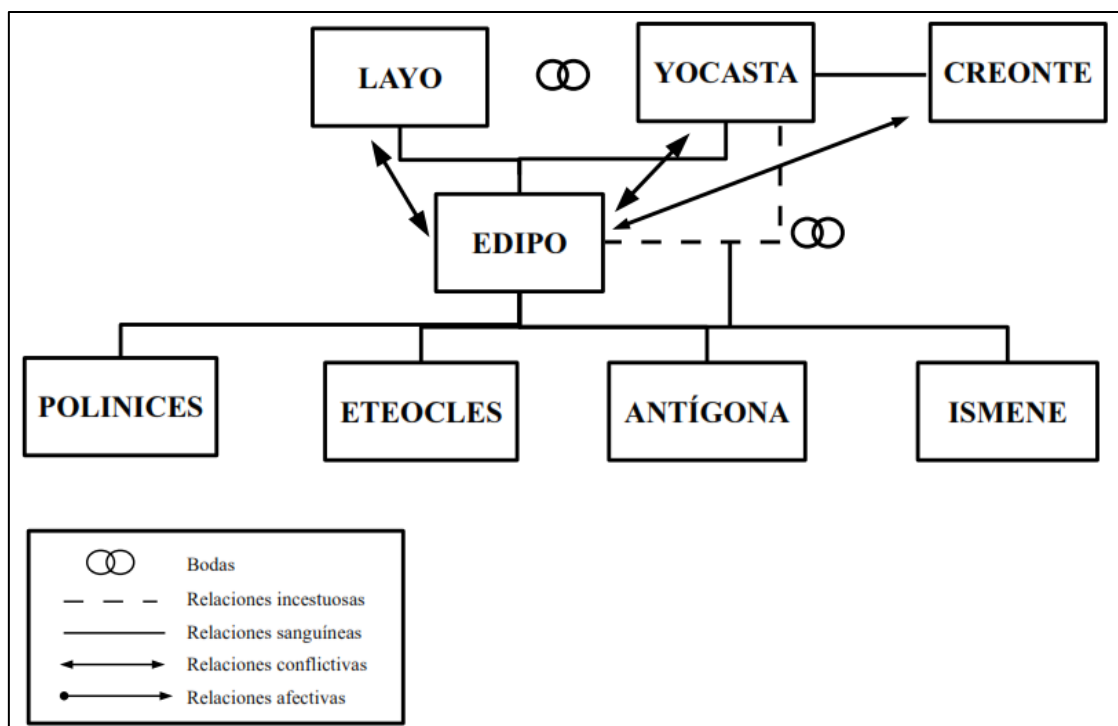 LAYO
YOCASTA
CREONTE
EDIPO
POLINICES
ETEOCLES
ANTÍGONA
ISMENE
Bodas
Relaciones incestuosas
Relaciones sanguíneas
Relaciones conflictivas
Relaciones afectivas